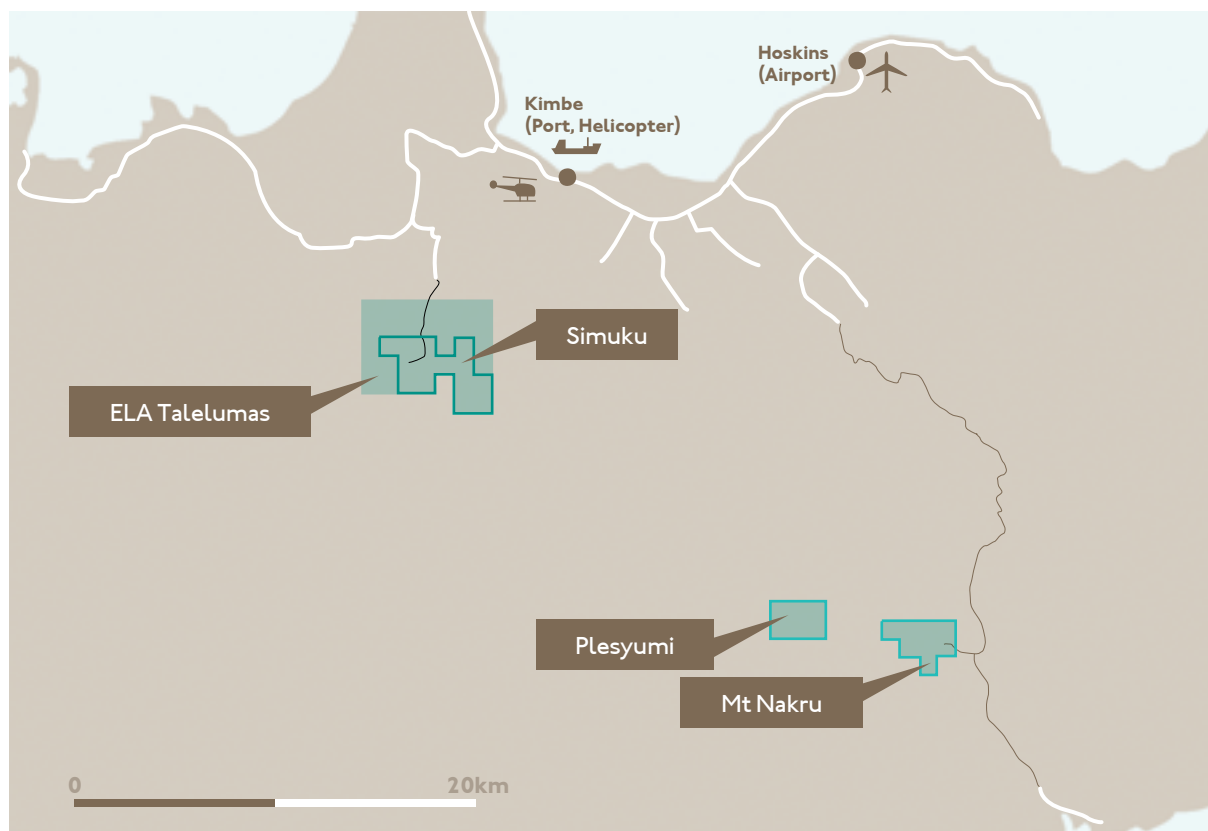 Hoskins
(Airport)
Kimbe
(Port, Helicopter)
Simuku
ELA Talelumas
Plesyumi
Mt Nakru
0
20km